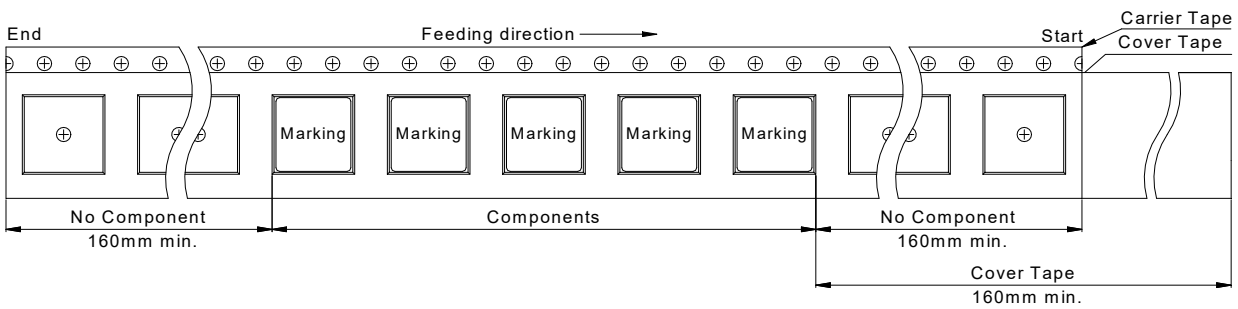 End
Feeding direction
Start
Carrier Tape
Cover Tape
Marking
Marking
Marking
Marking
Marking
No Component
160mm min.
Components
No Component
160mm min.
Cover Tape
160mm min.